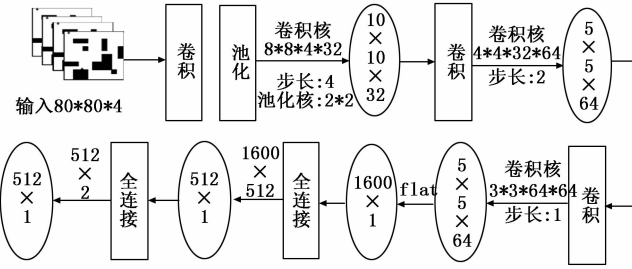 输入80*80*4
卷积
池化
卷积核
8*8*4*32
步长:4
池化核:2*2
10
×
10
×
32
卷积
卷积核
4*4*32*64
步长:2
5
×
5
×
64
卷积
卷积核
3*3*64*64
步长:1
5
×
5
×
64
flat
1600
×
1
全连接
1600
×
512
512
×
1
全连接
512
×
2
512
×
1